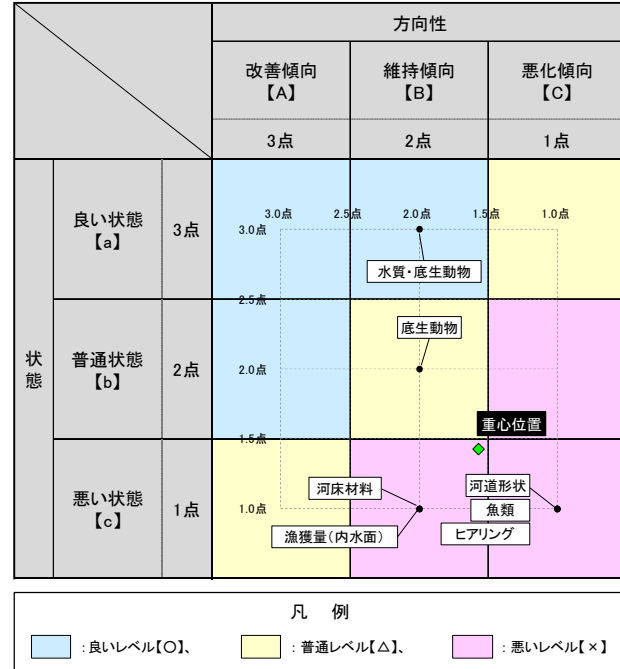 方向性
改善傾向
【A】
維持傾向
【B】
悪化傾向
【C】
3点
2点
1点
状態
良い状態
【a】
3点
普通状態
【b】
2点
悪い状態
【c】
1点
3.0点
2.5点
2.0点
1.5点
1.0点
3.0点
水質・底生動物
2.5点
底生動物
2.0点
重心位置
1.5点
河床材料
河道形状
1.0点
魚類
漁獲量(内水面)
ヒアリング
凡 例
：良いレベル【〇】、
：普通レベル【△】、
：悪いレベル【×】